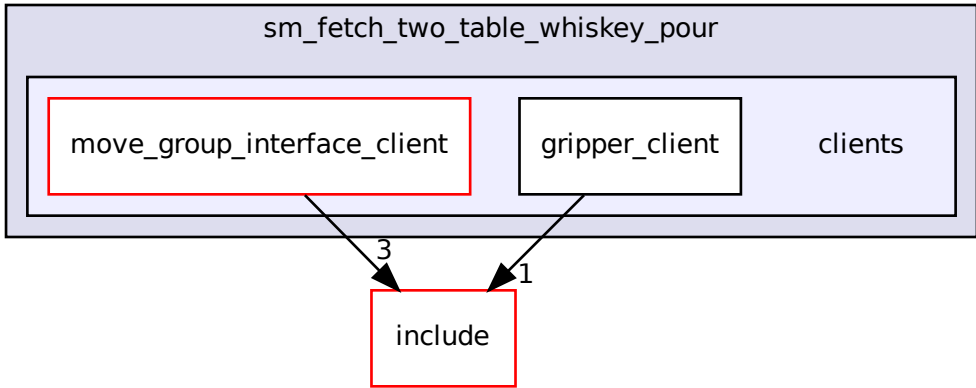 sm_fetch_two_table_whiskey_pour
move_group_interface_client
gripper_client
clients
3
1
include